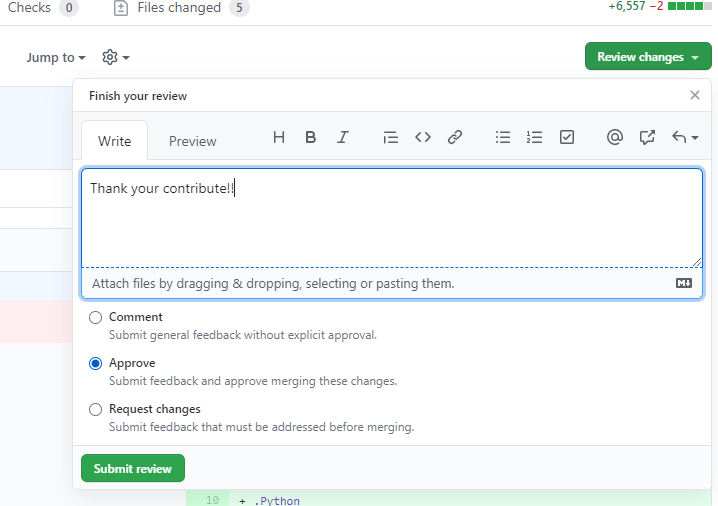 Checks 0 Files changed 5 +6,557 −2
Jump to Review changes
Finish your review
Write Preview H B I
Thank your contribute!!
Attach files by dragging & dropping, selecting or pasting them.
Comment
Submit general feedback without explicit approval.
Approve
Submit feedback and approve merging these changes.
Request changes
Submit feedback that must be addressed before merging.
Submit review
10 + .Python